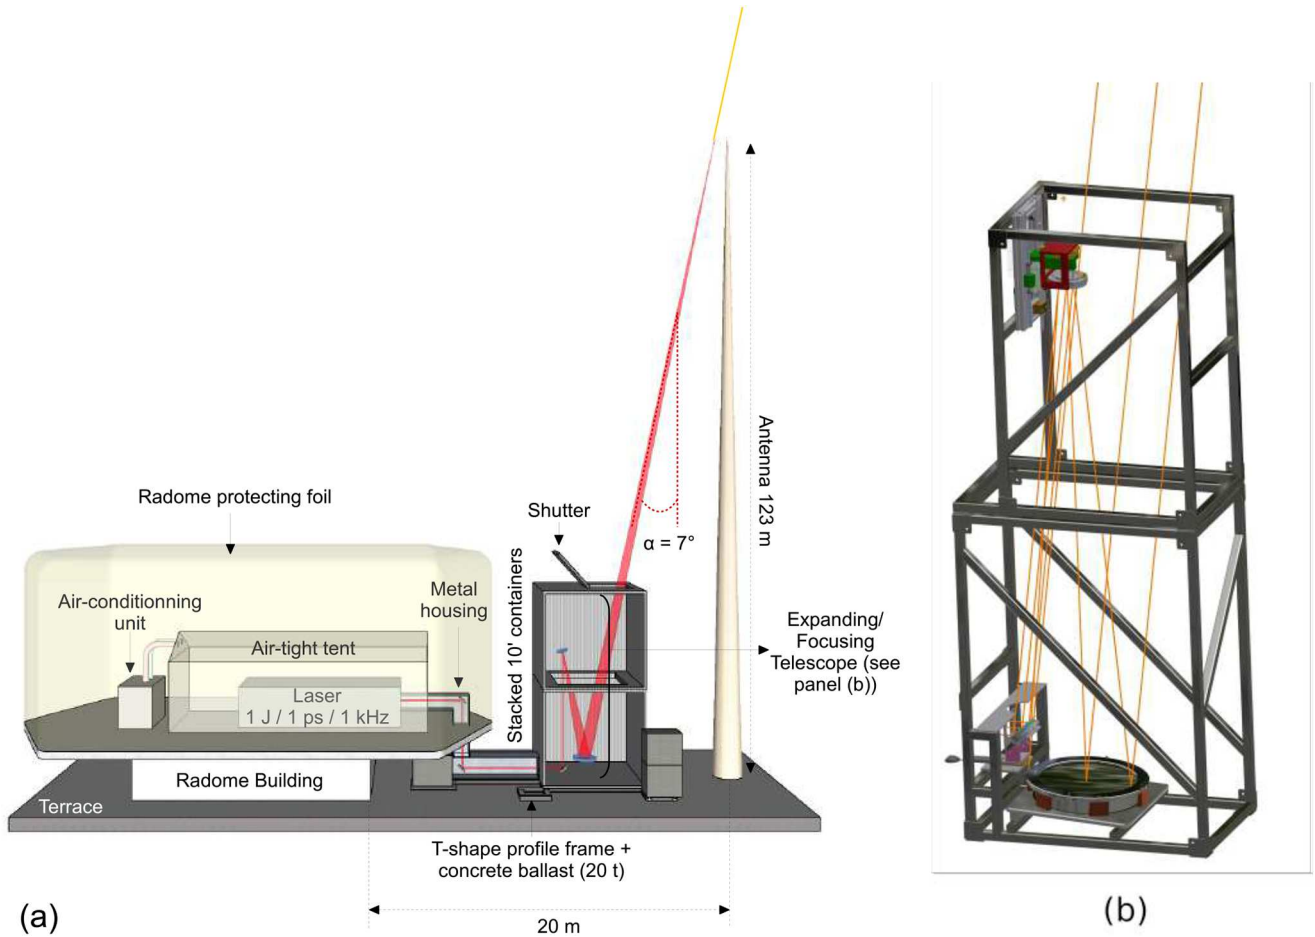 Radome protecting foil
Air-conditionning
unit
Air-tight tent
Metal
housing
Laser
1 J / 1 ps / 1 kHz
Radome Building
Terrace
Shutter
Stacked 10' containers
α = 7°
Antenna 123 m
Expanding/
Focusing
Telescope (see
panel (b))
T-shape profile frame +
concrete ballast (20 t)
20 m
(a)
(b)